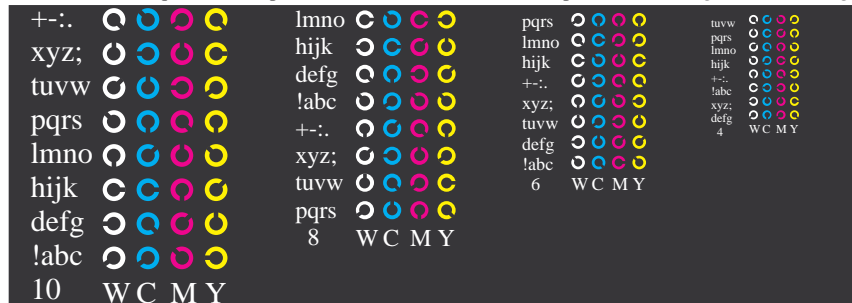 +-:.
xyz;
tuvw
pqrs
lmno
hijk
defg
!abc
10 W C M Y
lmno
hijk
defg
!abc
+-:.
xyz;
tuvw
pqrs
8 W C M Y
pqrs
lmno
hijk
+-:.
xyz;
tuvw
defg
!abc
6 W C M Y
tuvw
pqrs
lmno
hijk
+-:.
!abc
xyz;
defg
4 W C M Y